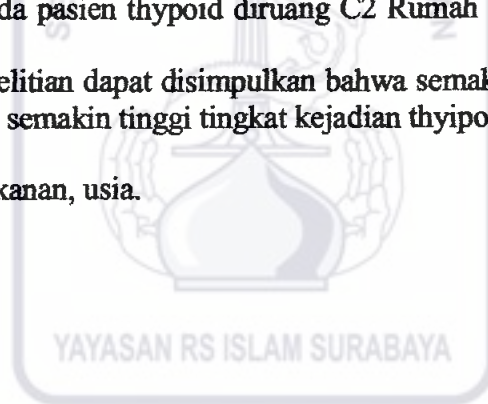 da pasien thypoid diruang C2 Rumah
elitian dapat disimpulkan bahwa semak
semakin tinggi tingkat kejadian thyipo
kanan, usia.
YAYASAN RS ISLAM SURABAYA